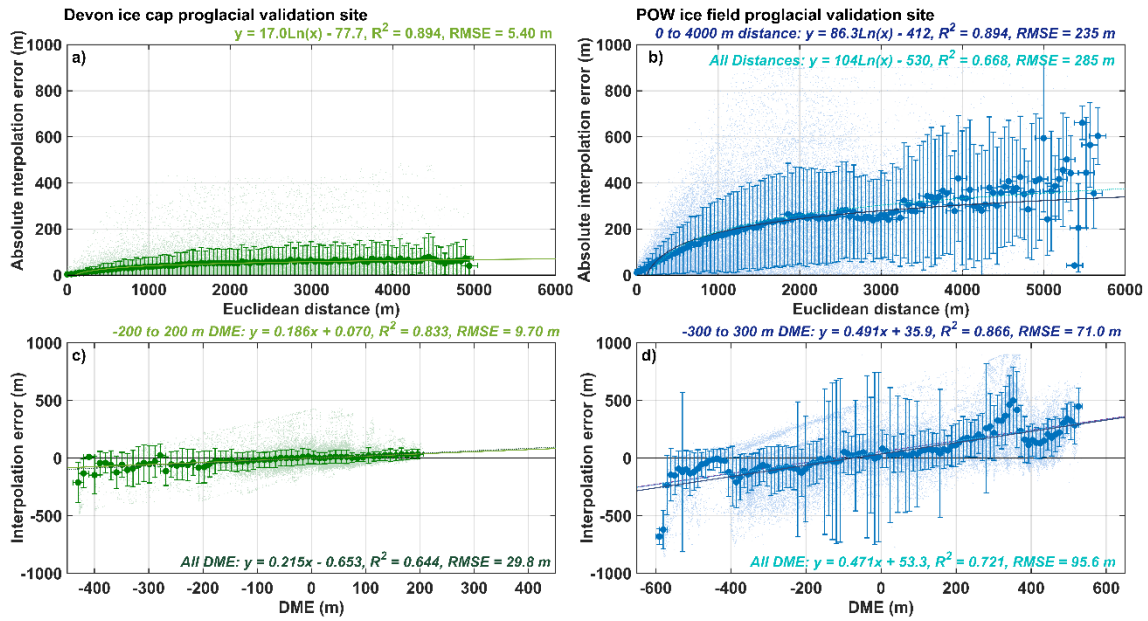 Devon ice cap proglacial validation site
y = 17.0Ln(x) - 77.7, R² = 0.894, RMSE = 5.40 m
a)
1000
800
600
400
200
0
Absolute interpolation error (m)
0 1000 2000 3000 4000 5000 6000
Euclidean distance (m)
POW ice field proglacial validation site
0 to 4000 m distance: y = 86.3Ln(x) - 412, R² = 0.894, RMSE = 235 m
b)
All Distances: y = 104Ln(x) - 530, R² = 0.668, RMSE = 285 m
1000
800
600
400
200
0
Absolute interpolation error (m)
0 1000 2000 3000 4000 5000 6000
Euclidean distance (m)
-200 to 200 m DME: y = 0.186x + 0.070, R² = 0.833, RMSE = 9.70 m
c)
1000
500
0
-500
-1000
Interpolation error (m)
All DME: y = 0.215x - 0.653, R² = 0.644, RMSE = 29.8 m
-400 -300 -200 -100 0 100 200 300 400
DME (m)
-300 to 300 m DME: y = 0.491x + 35.9, R² = 0.866, RMSE = 71.0 m
d)
1000
500
0
-500
-1000
Interpolation error (m)
All DME: y = 0.471x + 53.3, R² = 0.721, RMSE = 95.6 m
-600 -400 -200 0 200 400 600
DME (m)